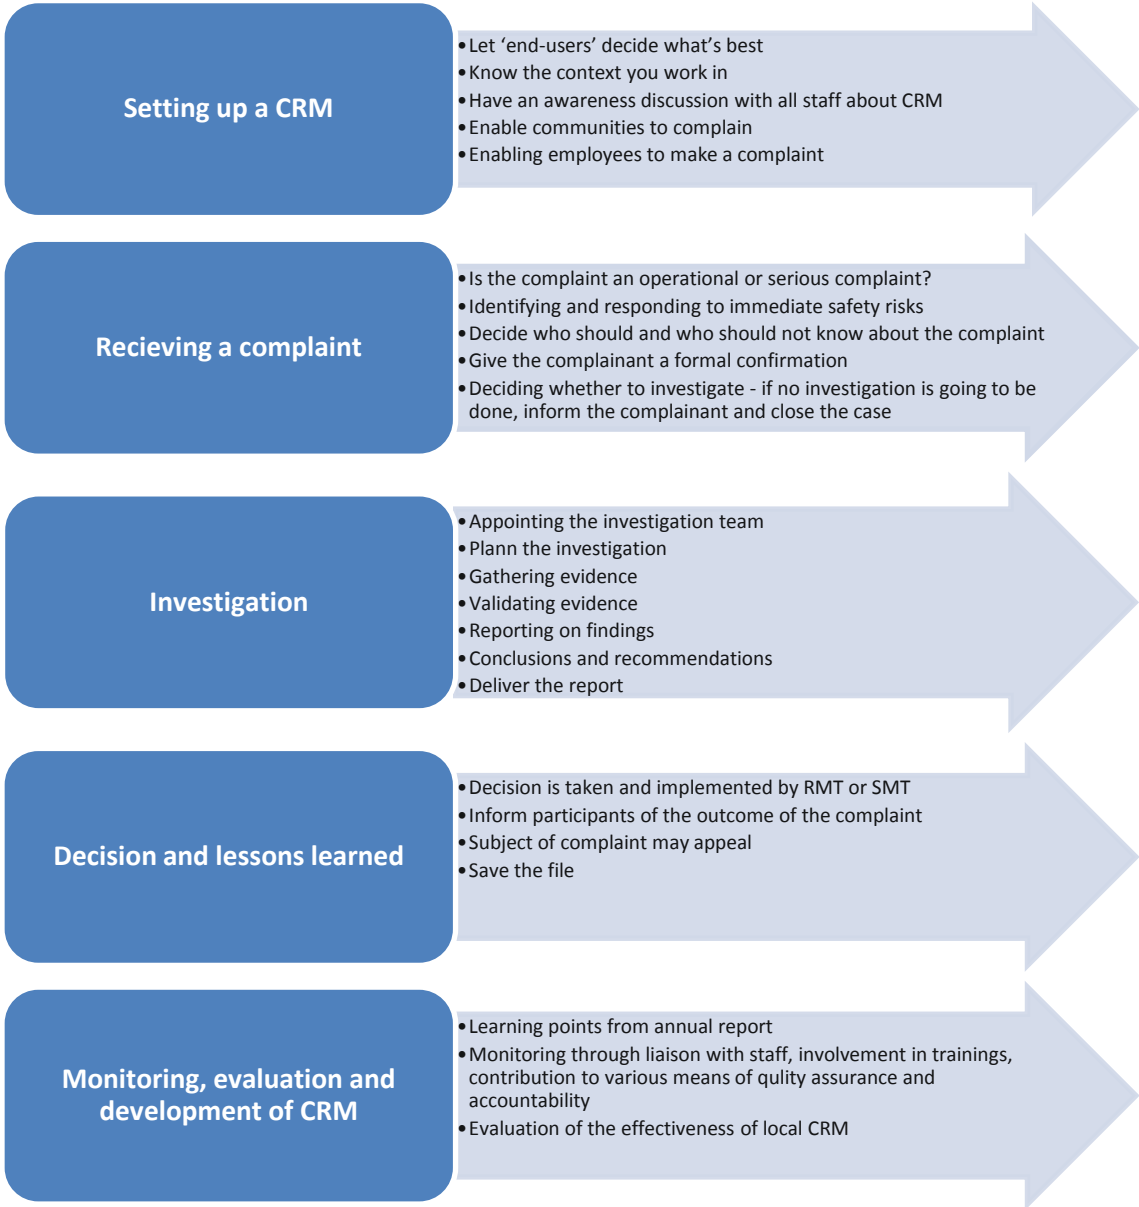 Setting up a CRM
•Let ‘end-users’ decide what’s best
•Know the context you work in
•Have an awareness discussion with all staff about CRM
•Enable communities to complain
•Enabling employees to make a complaint
Recieving a complaint
•Is the complaint an operational or serious complaint?
•Identifying and responding to immediate safety risks
•Decide who should and who should not know about the complaint
•Give the complainant a formal confirmation
•Deciding whether to investigate - if no investigation is going to be
done, inform the complainant and close the case
Investigation
•Appointing the investigation team
•Plann the investigation
•Gathering evidence
•Validating evidence
•Reporting on findings
•Conclusions and recommendations
•Deliver the report
Decision and lessons learned
•Decision is taken and implemented by RMT or SMT
•Inform participants of the outcome of the complaint
•Subject of complaint may appeal
•Save the file
Monitoring, evaluation and
development of CRM
•Learning points from annual report
•Monitoring through liaison with staff, involvement in trainings,
contribution to various means of qulity assurance and
accountability
•Evaluation of the effectiveness of local CRM